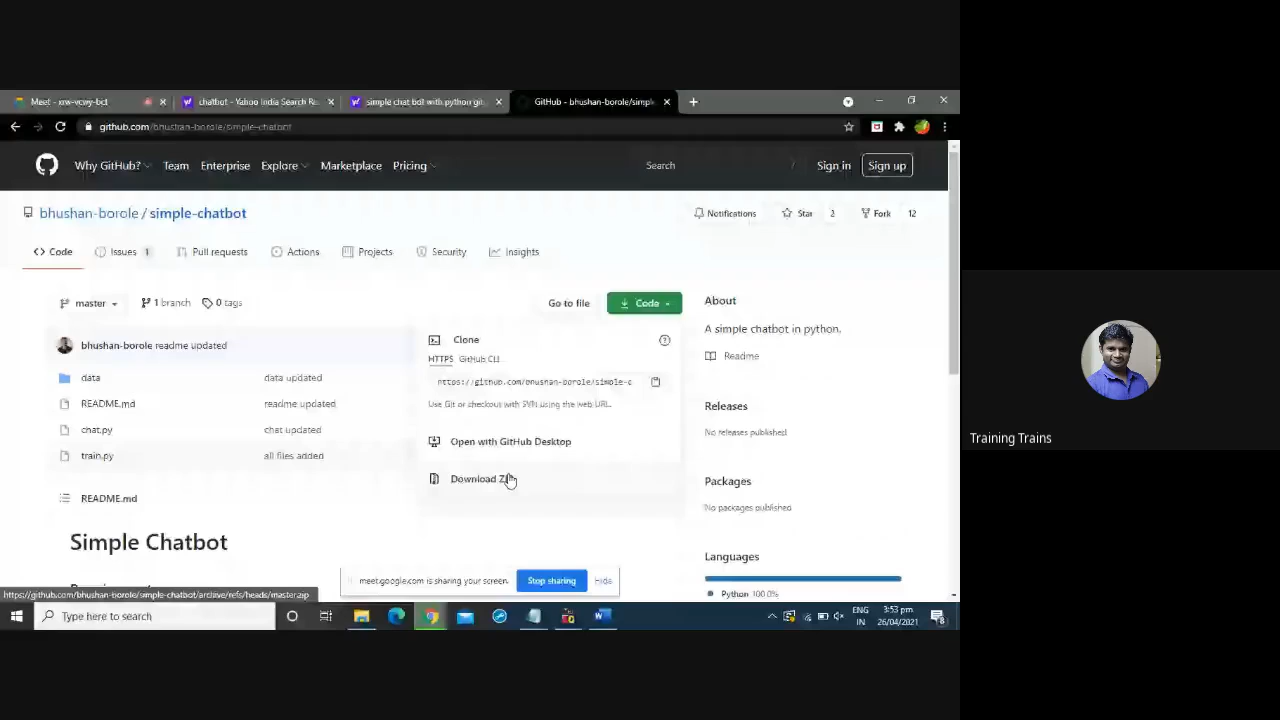 Meet - xrw-vcwy-bct
chatbot - Yahoo India Search Re
simple chat bot with python git
GitHub - bhushan-borole/simple
github.com/bhushan-borole/simple-chatbot
Why GitHub?
Team
Enterprise
Explore
Marketplace
Pricing
Search
/
Sign in
Sign up
bhushan-borole / simple-chatbot
Notifications
Star 2
Fork 12
Code
Issues 1
Pull requests
Actions
Projects
Security
Insights
master
1 branch
0 tags
Go to file
Code
About
A simple chatbot in python.
Readme
bhushan-borole readme updated
Clone
HTTPS GitHub CLI
https://github.com/bhushan-borole/simple-c
Use Git or checkout with SVN using the web URL.
Open with GitHub Desktop
Download ZIP
data data updated
README.md readme updated
chat.py chat updated
train.py all files added
Releases
No releases published
Packages
No packages published
README.md
Simple Chatbot
Languages
Python 100.0%
meet.google.com is sharing your screen.
Stop sharing
Hide
https://github.com/bhushan-borole/simple-chatbot/archive/refs/heads/master.zip
Type here to search
ENG
IN
3:53 pm
26/04/2021
Training Trains